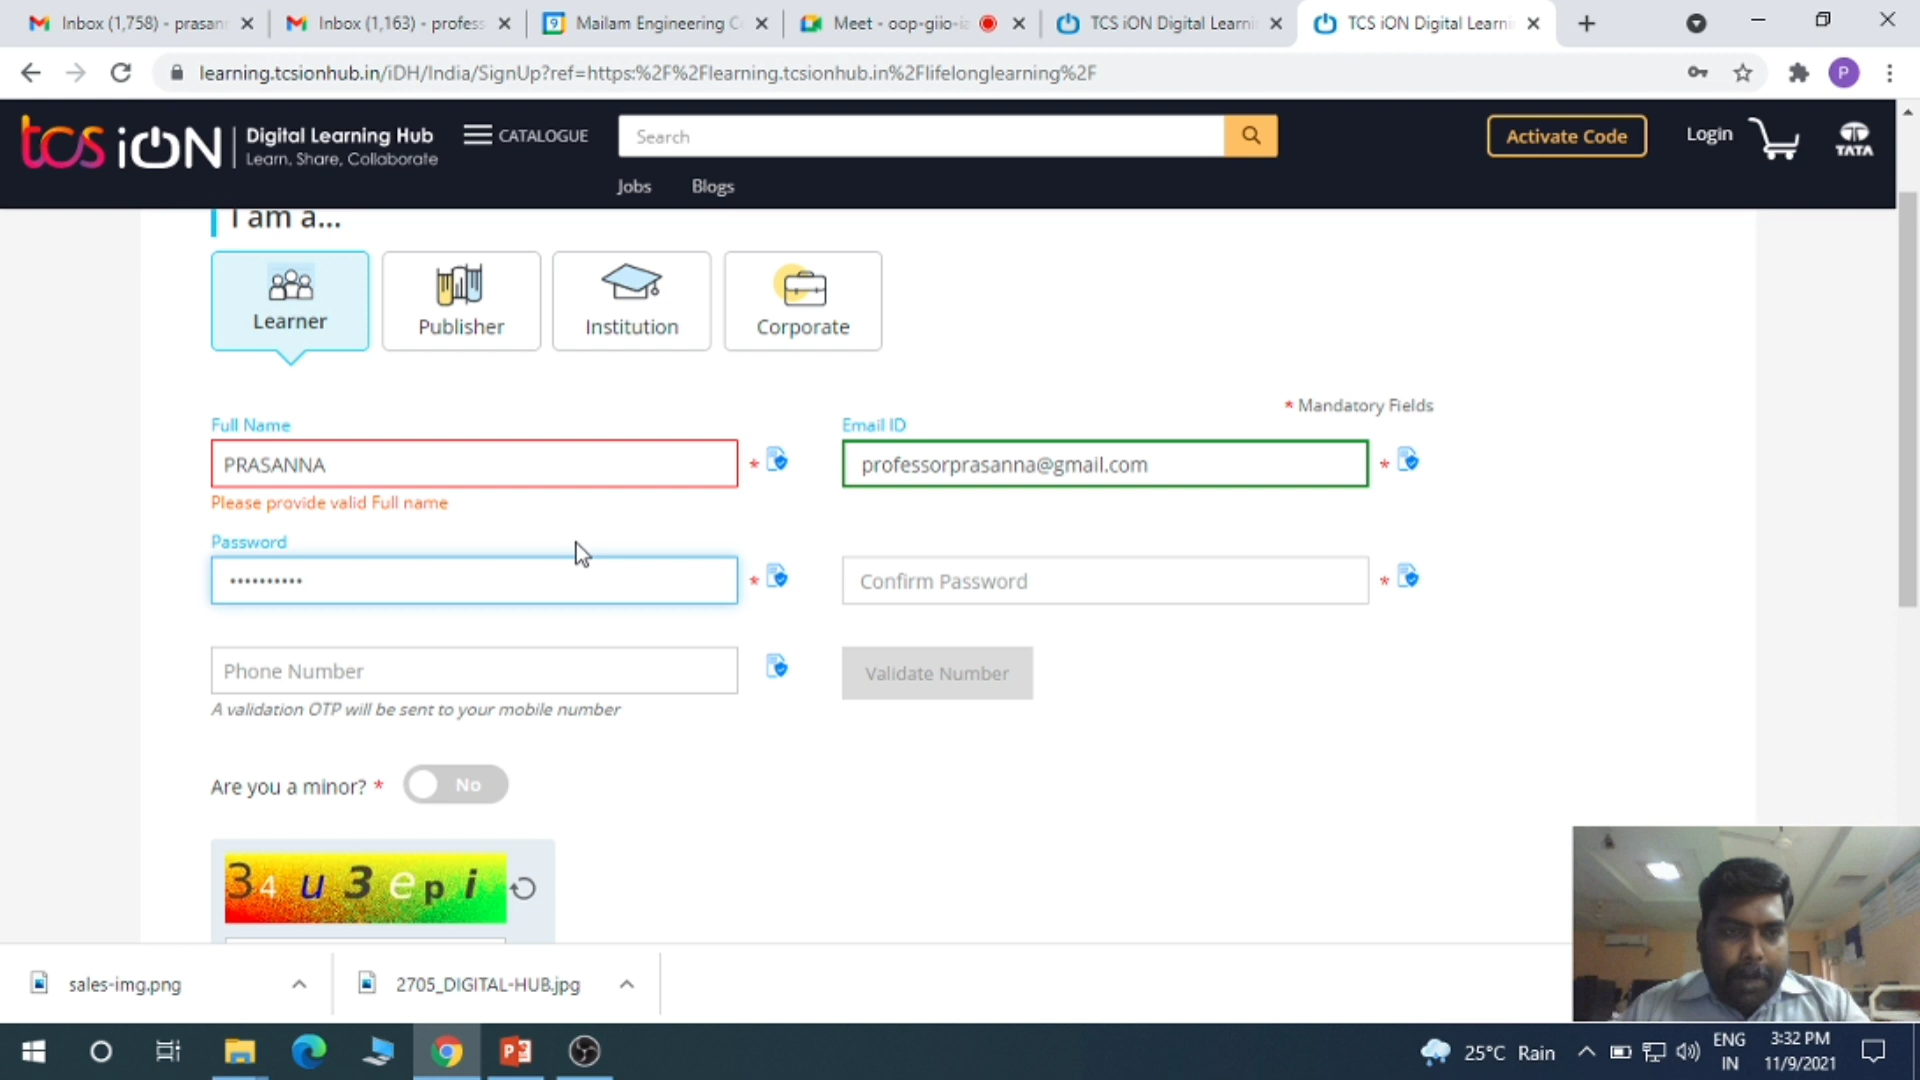 Inbox (1,758) - prasann
Inbox (1,163) - profess
9
Mailam Engineering C
Meet - oop-giio-i
TCS iON Digital Learni
TCS iON Digital Learni
learning.tcsionhub.in/iDH/India/SignUp?ref=https:%2F%2Flearning.tcsionhub.in%2Flifelonglearning%2F
P
tcs iON
Digital Learning Hub
Learn, Share, Collaborate
CATALOGUE
Search
Activate Code
Login
TATA
Jobs
Blogs
I am a...
Learner
Publisher
Institution
Corporate
* Mandatory Fields
Full Name
Email ID
PRASANNA
*
professorprasanna@gmail.com
*
Please provide valid Full name
Password
••••••••••
*
Confirm Password
*
Phone Number
Validate Number
A validation OTP will be sent to your mobile number
Are you a minor? *
No
34u3epi
sales-img.png
2705_DIGITAL-HUB.jpg
25°C Rain
ENG
IN
3:32 PM
11/9/2021